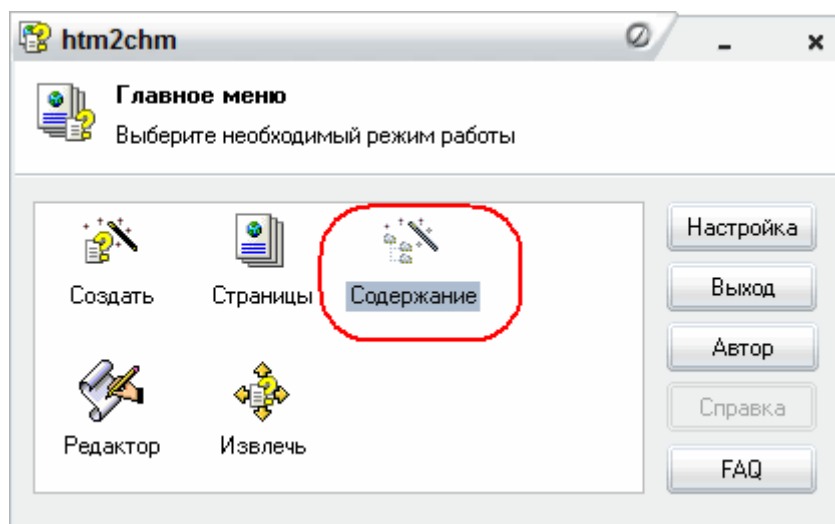 htm2chm
Главное меню
Выберите необходимый режим работы
Создать
Страницы
Содержание
Редактор
Извлечь
Настройка
Выход
Автор
Справка
FAQ